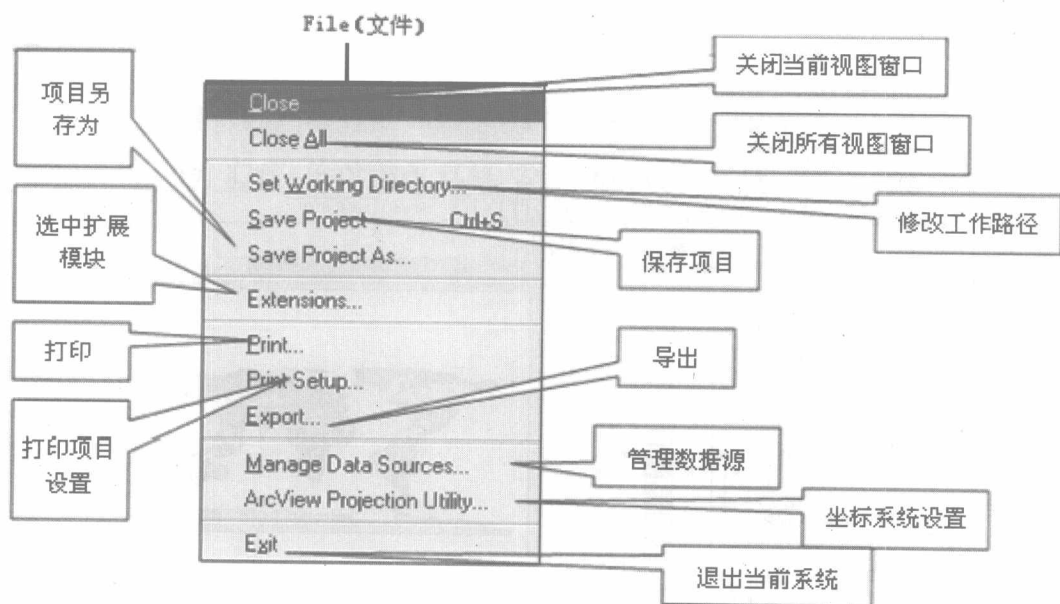 File(文件)
关闭当前视图窗口
项目另
存为
Close
Close All
关闭所有视图窗口
Set Working Directory...
修改工作路径
选中扩展
模块
Save Project Ctrl+S
保存项目
Save Project As...
Extensions...
打印
Print...
导出
Print Setup...
打印项目
设置
Export...
管理数据源
Manage Data Sources...
ArcView Projection Utility...
坐标系统设置
Exit
退出当前系统